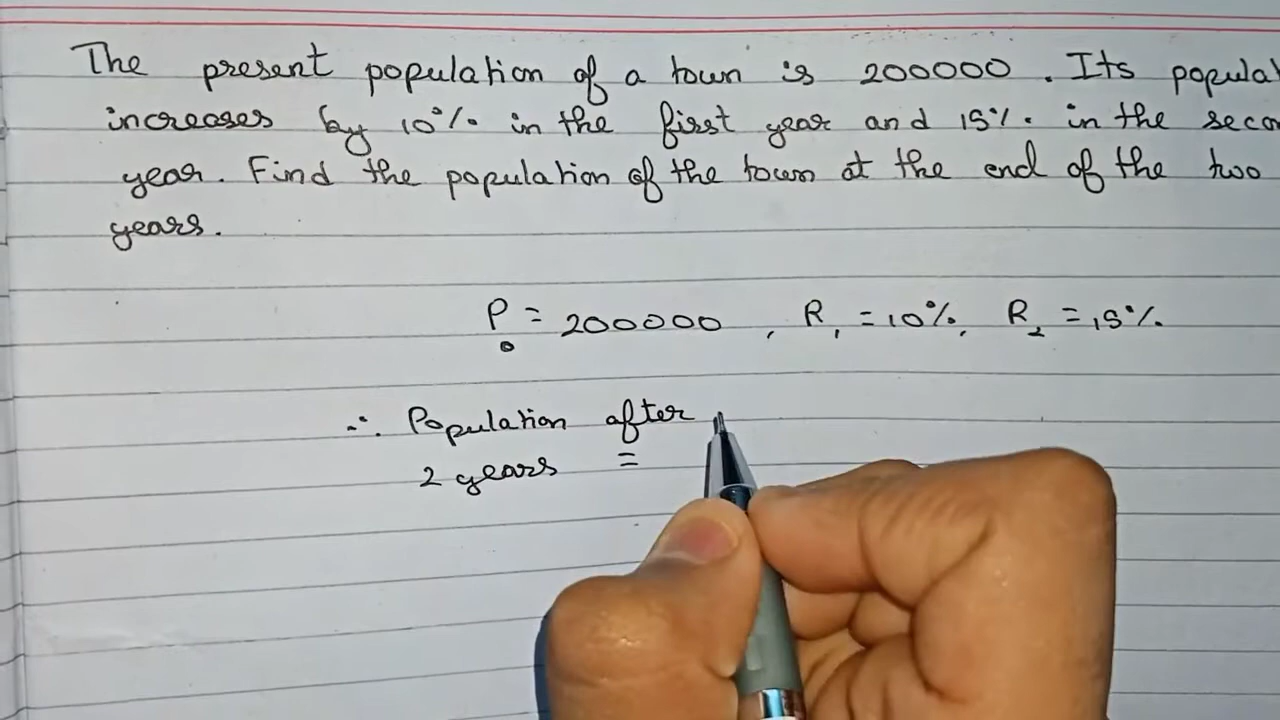 The present population of a town is 200000. Its populat
increases by 10% in the first year and 15% in the secon
year. Find the population of the town at the end of the two
years.
P₀ = 200000, R₁ = 10%, R₂ = 15%
∴ Population after
2 years =